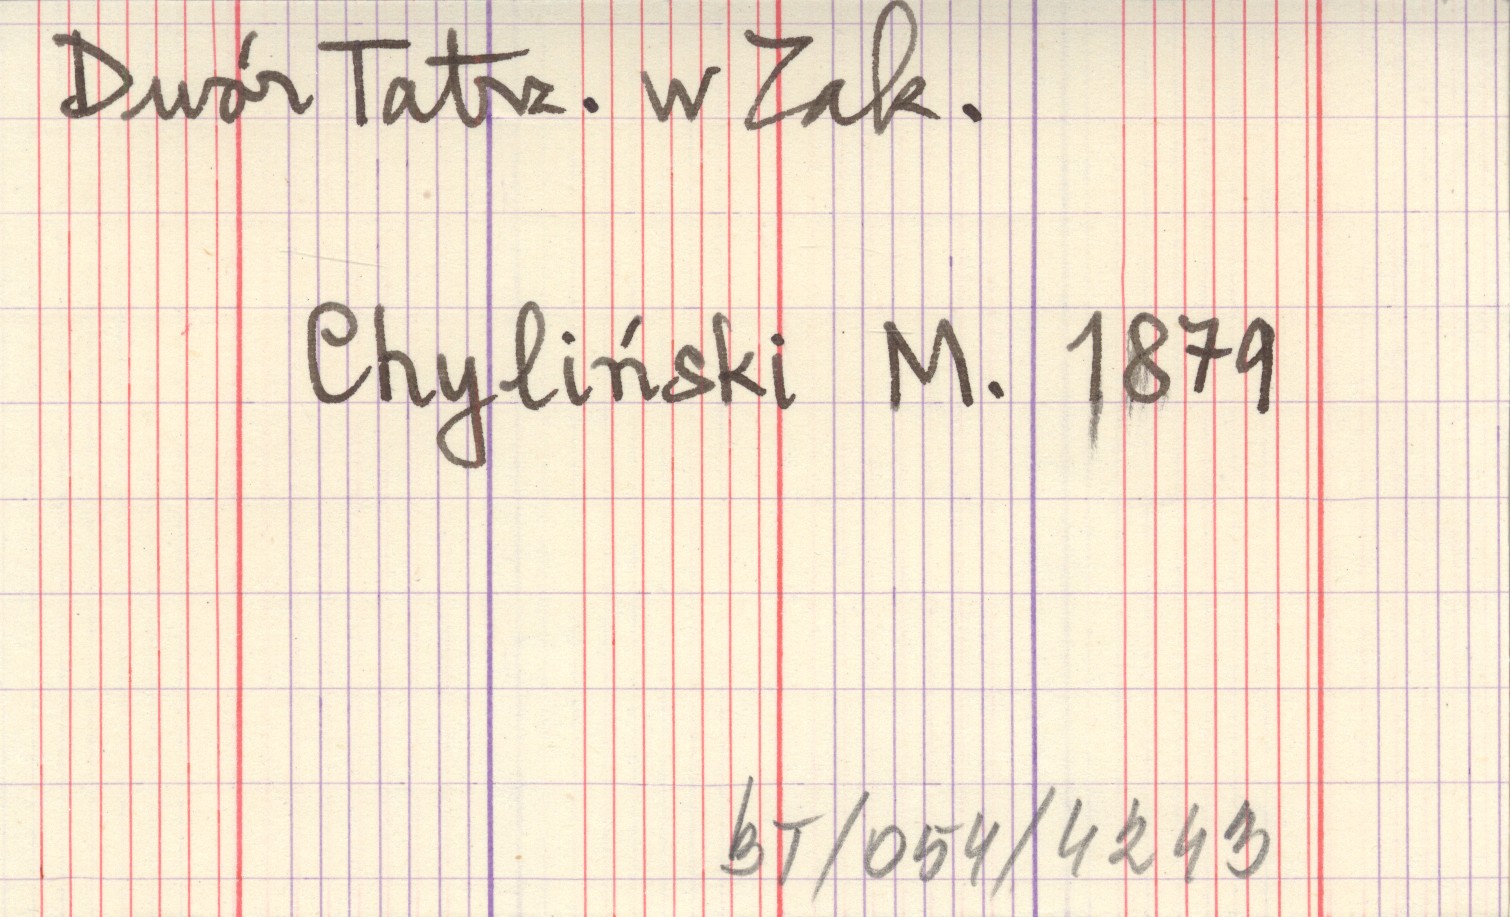 Dwór Tatrz. w Zak.
Chyliński M. 1879
BT/054/4243